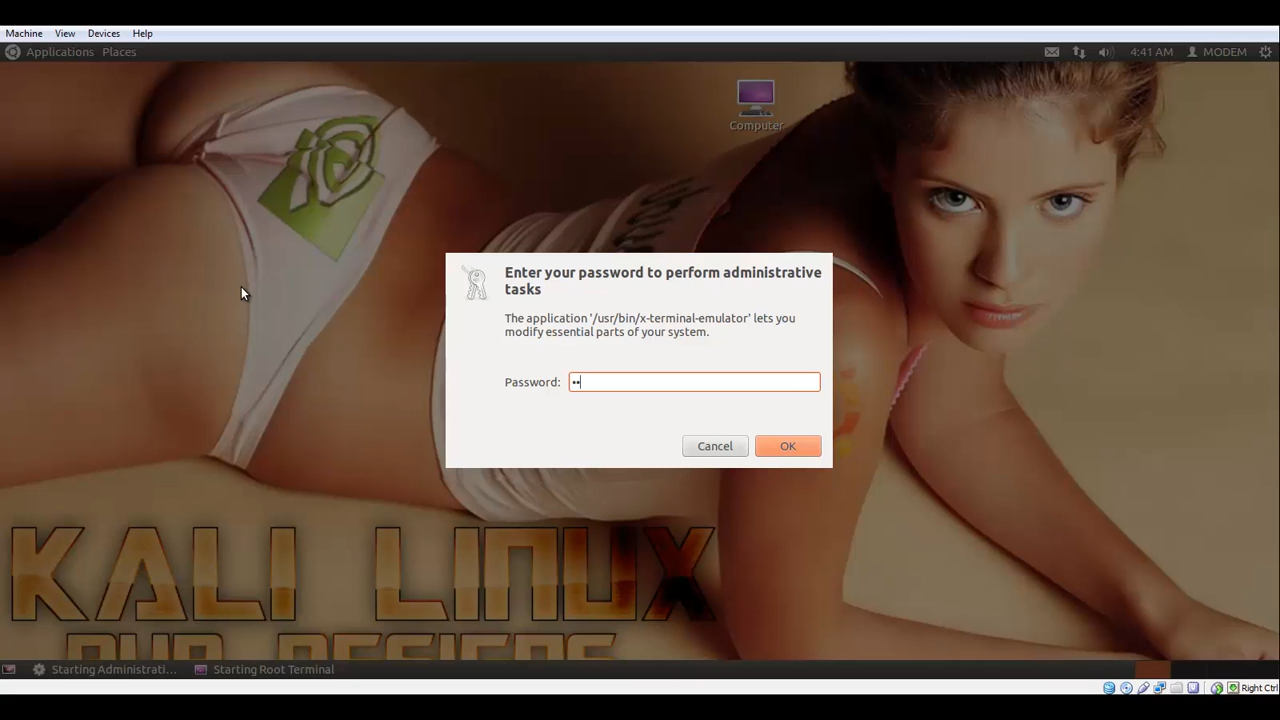 Machine View Devices Help
Applications Places 4:41 AM MODEM
Computer
Enter your password to perform administrative
tasks
The application '/usr/bin/x-terminal-emulator' lets you
modify essential parts of your system.
Password: ••
Cancel OK
KALI LINUX
Starting Administrati... Starting Root Terminal
Right Ctrl